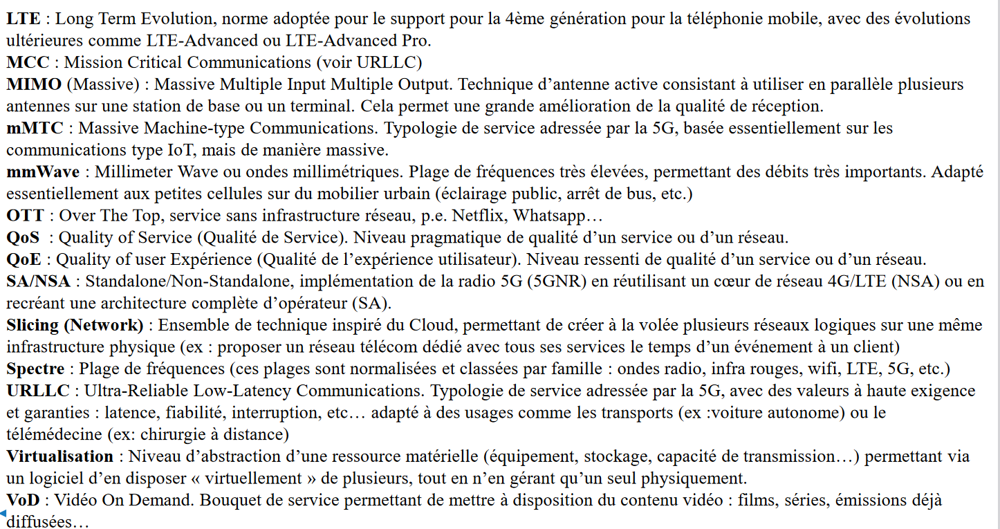 LTE : Long Term Evolution, norme adoptée pour le support pour la 4ème génération pour la téléphonie mobile, avec des évolutions
ultérieures comme LTE-Advanced ou LTE-Advanced Pro.
MCC : Mission Critical Communications (voir URLLC)
MIMO (Massive) : Massive Multiple Input Multiple Output. Technique d’antenne active consistant à utiliser en parallèle plusieurs
antennes sur une station de base ou un terminal. Cela permet une grande amélioration de la qualité de réception.
mMTC : Massive Machine-type Communications. Typologie de service adressée par la 5G, basée essentiellement sur les
communications type IoT, mais de manière massive.
mmWave : Millimeter Wave ou ondes millimétriques. Plage de fréquences très élevées, permettant des débits très importants. Adapté
essentiellement aux petites cellules sur du mobilier urbain (éclairage public, arrêt de bus, etc.)
OTT : Over The Top, service sans infrastructure réseau, p.e. Netflix, Whatsapp…
QoS  : Quality of Service (Qualité de Service). Niveau pragmatique de qualité d’un service ou d’un réseau.
QoE : Quality of user Expérience (Qualité de l’expérience utilisateur). Niveau ressenti de qualité d’un service ou d’un réseau.
SA/NSA : Standalone/Non-Standalone, implémentation de la radio 5G (5GNR) en réutilisant un cœur de réseau 4G/LTE (NSA) ou en
recréant une architecture complète d’opérateur (SA).
Slicing (Network) : Ensemble de technique inspiré du Cloud, permettant de créer à la volée plusieurs réseaux logiques sur une même
infrastructure physique (ex : proposer un réseau télécom dédié avec tous ses services le temps d’un événement à un client)
Spectre : Plage de fréquences (ces plages sont normalisées et classées par famille : ondes radio, infra rouges, wifi, LTE, 5G, etc.)
URLLC : Ultra-Reliable Low-Latency Communications. Typologie de service adressée par la 5G, avec des valeurs à haute exigence
et garanties : latence, fiabilité, interruption, etc… adapté à des usages comme les transports (ex :voiture autonome) ou le
télémédecine (ex: chirurgie à distance)
Virtualisation : Niveau d’abstraction d’une ressource matérielle (équipement, stockage, capacité de transmission…) permettant via
un logiciel d’en disposer « virtuellement » de plusieurs, tout en n’en gérant qu’un seul physiquement.
VoD : Vidéo On Demand. Bouquet de service permettant de mettre à disposition du contenu vidéo : films, séries, émissions déjà
diffusées…